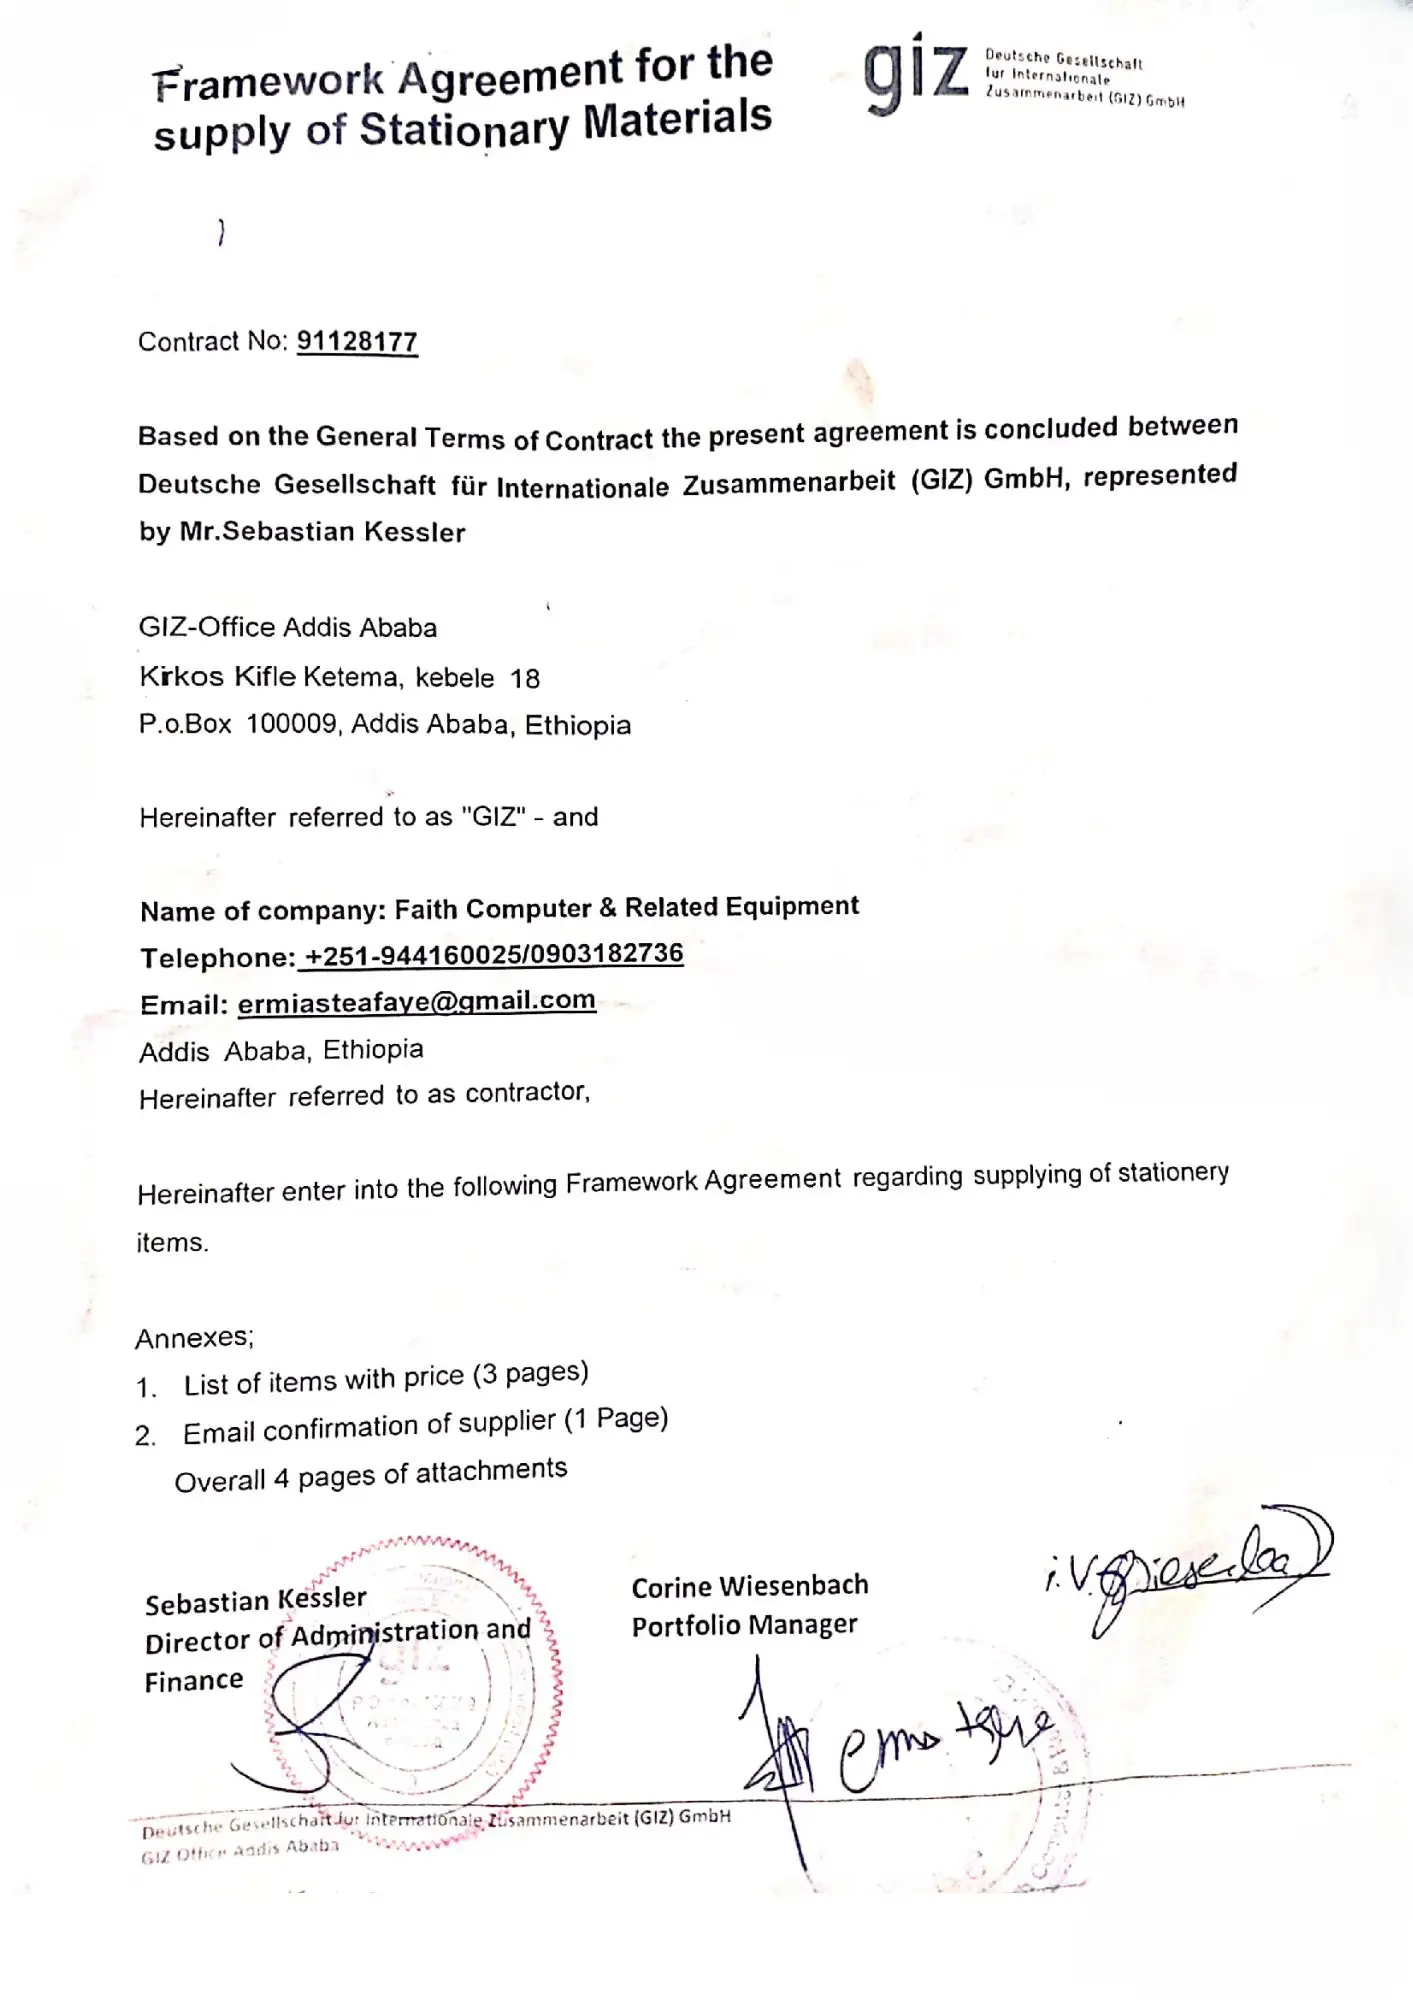 Framework Agreement for the
supply of Stationary Materials
giz
Deutsche Gesellschaft
für Internationale
Zusammenarbeit (GIZ) GmbH
Contract No: 91128177
Based on the General Terms of Contract the present agreement is concluded between
Deutsche Gesellschaft für Internationale Zusammenarbeit (GIZ) GmbH, represented
by Mr.Sebastian Kessler
GIZ-Office Addis Ababa
Kirkos Kifle Ketema, kebele 18
P.o.Box 100009, Addis Ababa, Ethiopia
Hereinafter referred to as "GIZ" - and
Name of company: Faith Computer & Related Equipment
Telephone: +251-944160025/0903182736
Email: ermiasteafaye@gmail.com
Addis Ababa, Ethiopia
Hereinafter referred to as contractor,
Hereinafter enter into the following Framework Agreement regarding supplying of stationery
items.
Annexes;
1. List of items with price (3 pages)
2. Email confirmation of supplier (1 Page)
Overall 4 pages of attachments
Sebastian Kessler
Director of Administration and
Finance
Corine Wiesenbach
Portfolio Manager
i.V.
giz
Deutsche Gesellschaft für Internationale Zusammenarbeit (GIZ) GmbH
GIZ Office Addis Ababa